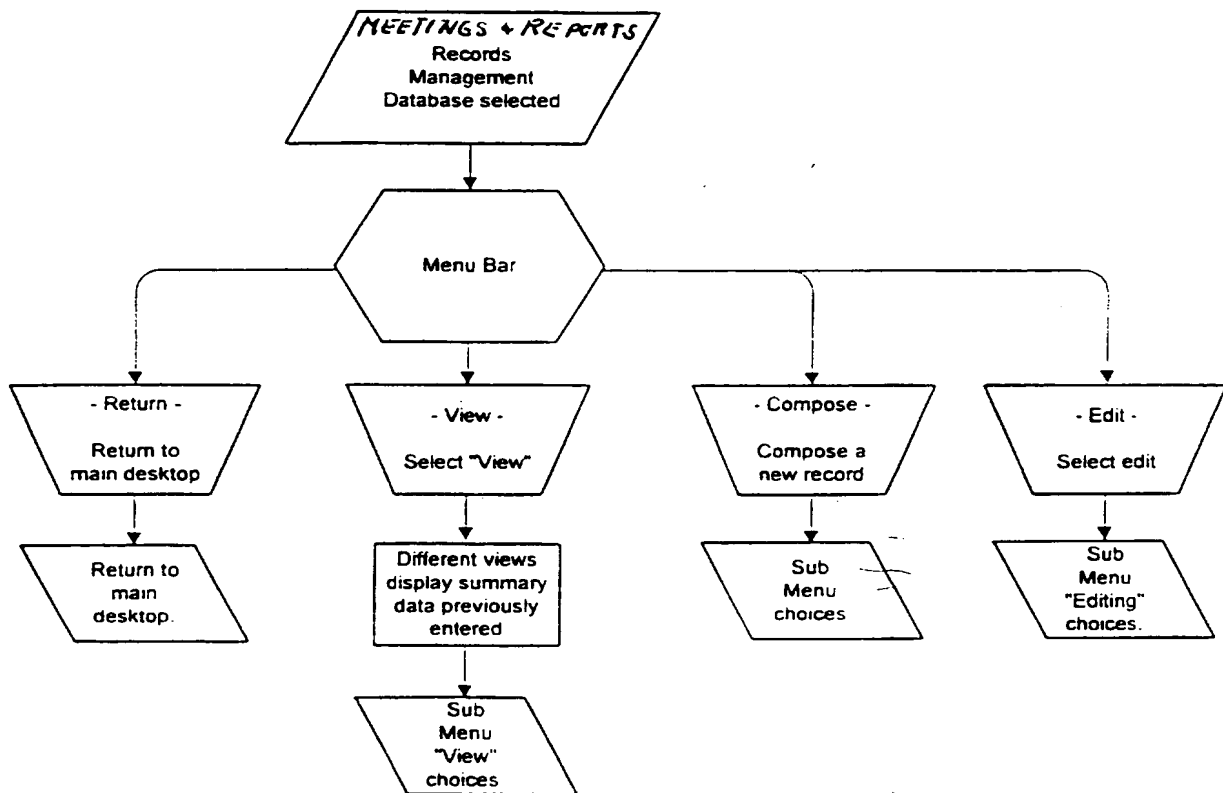 MEETINGS & REPORTS
Records
Management
Database selected
Menu Bar
- Return -
Return to
main desktop
- View -
Select "View"
- Compose -
Compose a
new record
- Edit -
Select edit
Return to
main
desktop.
Different views
display summary
data previously
entered
Sub
Menu
choices
Sub
Menu
"Editing"
choices.
Sub
Menu
"View"
choices